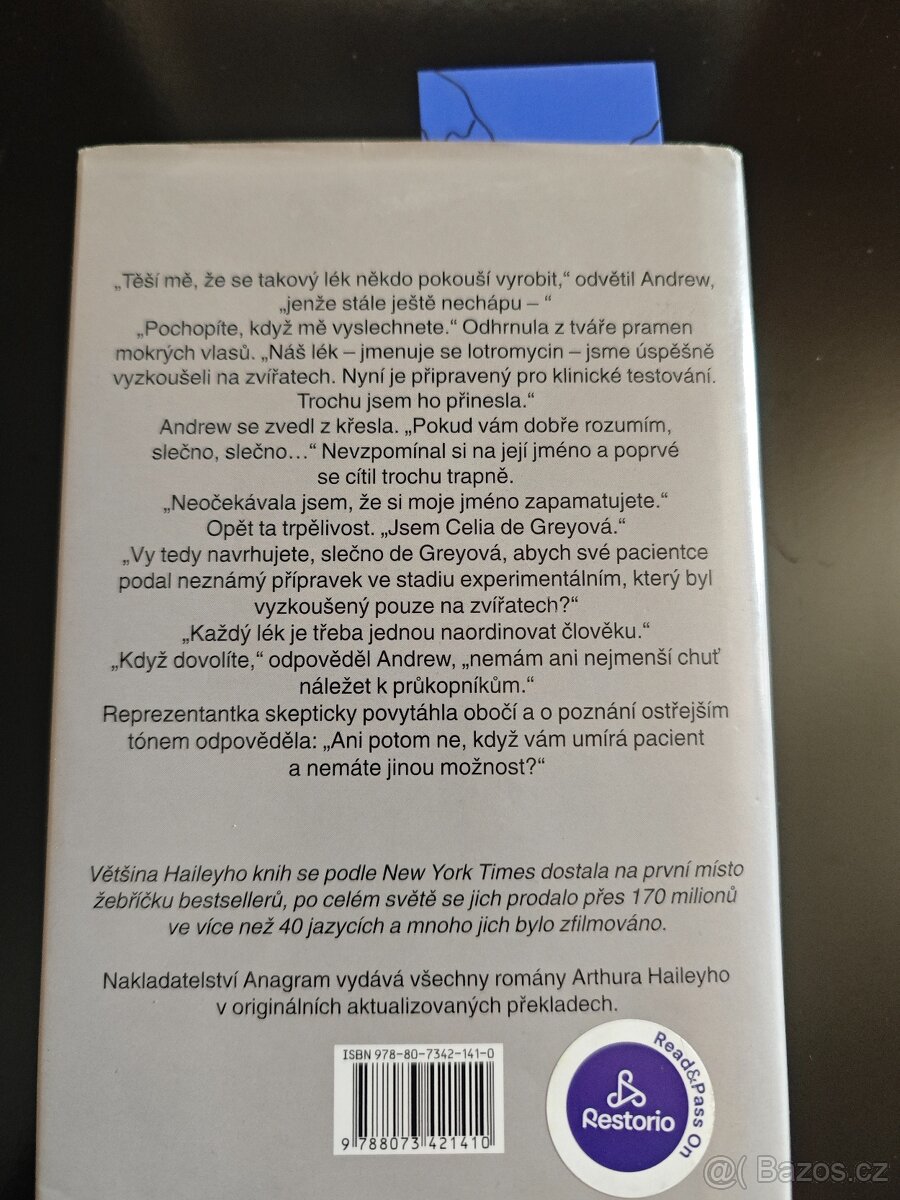 „Těší mě, že se takový lék někdo pokouší vyrobit,“ odvětil Andrew,
„jenže stále ještě nechápu – “
„Pochopíte, když mě vyslechnete.“ Odhrnula z tváře pramen
mokrých vlasů. „Náš lék – jmenuje se lotromycin – jsme úspěšně
vyzkoušeli na zvířatech. Nyní je připravený pro klinické testování.
Trochu jsem ho přinesla.“
Andrew se zvedl z křesla. „Pokud vám dobře rozumím,
slečno, slečno...“ Nevzpomínal si na její jméno a poprvé
se cítil trochu trapně.
„Neočekávala jsem, že si moje jméno zapamatujete.“
Opět ta trpělivost. „Jsem Celia de Greyová.“
„Vy tedy navrhujete, slečno de Greyová, abych své pacientce
podal neznámý přípravek ve stadiu experimentálním, který byl
vyzkoušený pouze na zvířatech?“
„Každý lék je třeba jednou naordinovat člověku.“
„Když dovolíte,“ odpověděl Andrew, „nemám ani nejmenší chuť
náležet k průkopníkům.“
Reprezentantka skepticky povytáhla obočí a o poznání ostřejším
tónem odpověděla: „Ani potom ne, když vám umírá pacient
a nemáte jinou možnost?“
Většina Haileyho knih se podle New York Times dostala na první místo
žebříčku bestsellerů, po celém světě se jich prodalo přes 170 milionů
ve více než 40 jazycích a mnoho jich bylo zfilmováno.
Nakladatelství Anagram vydává všechny romány Arthura Haileyho
v originálních aktualizovaných překladech.
ISBN 978-80-7342-141-0
9 788073 421410
Read&Pass On
Restorio
@( Bazos.cz